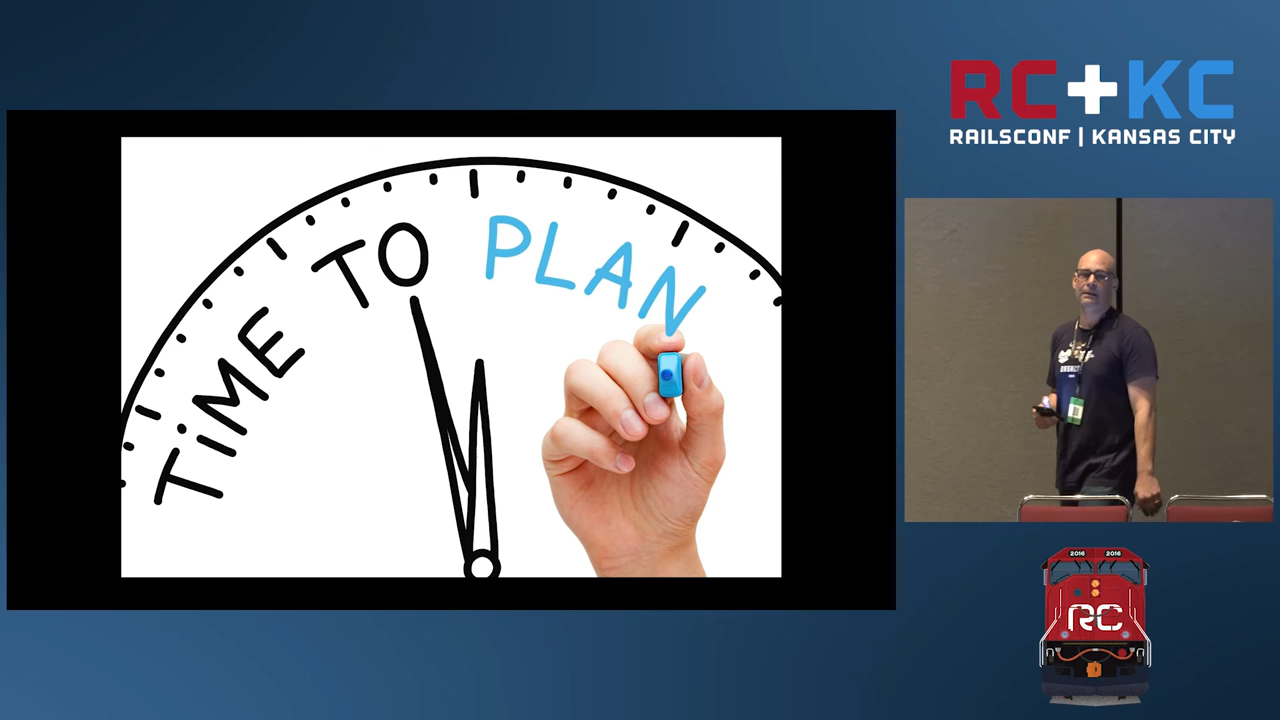 TiME TO PLAN
RC+KC
RAILSCONF | KANSAS CITY
2016 2016
RC